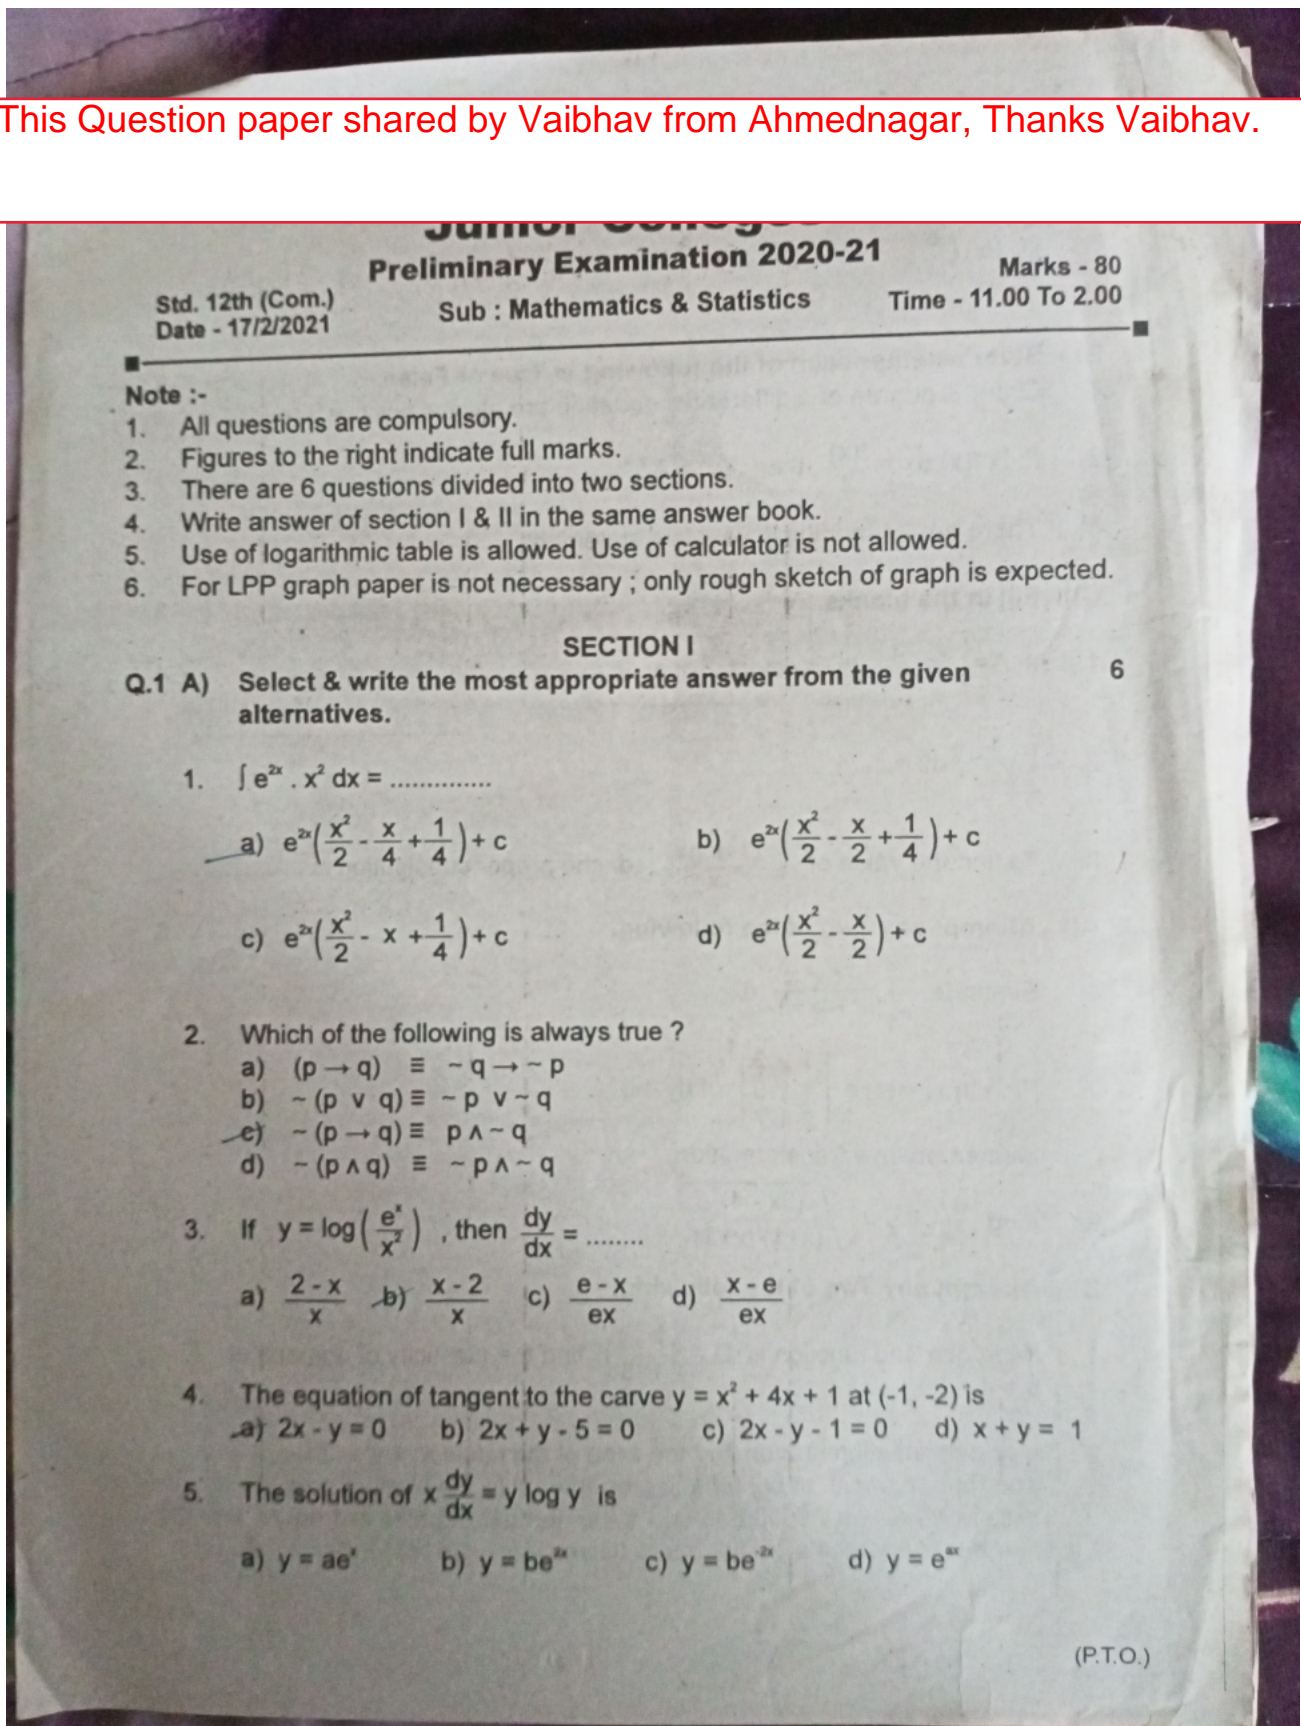 This Question paper shared by Vaibhav from Ahmednagar, Thanks Vaibhav.
Preliminary Examination 2020-21
Marks - 80
Std. 12th (Com.)
Sub : Mathematics & Statistics
Time - 11.00 To 2.00
Date - 17/2/2021
Note :-
1. All questions are compulsory.
2. Figures to the right indicate full marks.
3. There are 6 questions divided into two sections.
4. Write answer of section I & II in the same answer book.
5. Use of logarithmic table is allowed. Use of calculator is not allowed.
6. For LPP graph paper is not necessary ; only rough sketch of graph is expected.
SECTION I
Q.1 A) Select & write the most appropriate answer from the given 6
alternatives.
1. ∫ e²ˣ . x² dx = ..............
a) e²ˣ(x²/2 - x/4 + 1/4) + c b) e²ˣ(x²/2 - x/2 + 1/4) + c
c) e²ˣ(x²/2 - x + 1/4) + c d) e²ˣ(x²/2 - x/2) + c
2. Which of the following is always true ?
a) (p → q) ≡ ~ q → ~ p
b) ~ (p ∨ q) ≡ ~ p ∨ ~ q
c) ~ (p → q) ≡ p ∧ ~ q
d) ~ (p ∧ q) ≡ ~ p ∧ ~ q
3. If y = log(eˣ/x²) , then dy/dx = ........
a) 2 - x/x b) x - 2/x c) e - x/ex d) x - e/ex
4. The equation of tangent to the carve y = x² + 4x + 1 at (-1, -2) is
a) 2x - y = 0 b) 2x + y - 5 = 0 c) 2x - y - 1 = 0 d) x + y = 1
5. The solution of x dy/dx = y log y is
a) y = aeˣ b) y = be²ˣ c) y = be⁻²ˣ d) y = eᵃˣ
(P.T.O.)